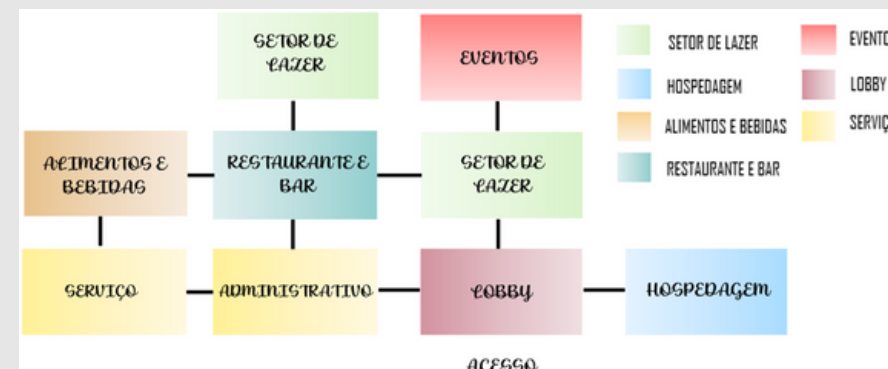 SETOR DE
LAZER
EVENTOS
ALIMENTOS E
BEBIDAS
RESTAURANTE E
BAR
SETOR DE
LAZER
SERVIÇO
ADMINISTRATIVO
LOBBY
HOSPEDAGEM
ACESSO
SETOR DE LAZER
HOSPEDAGEM
ALIMENTOS E BEBIDAS
RESTAURANTE E BAR
EVENTO
LOBBY
SERVIÇ